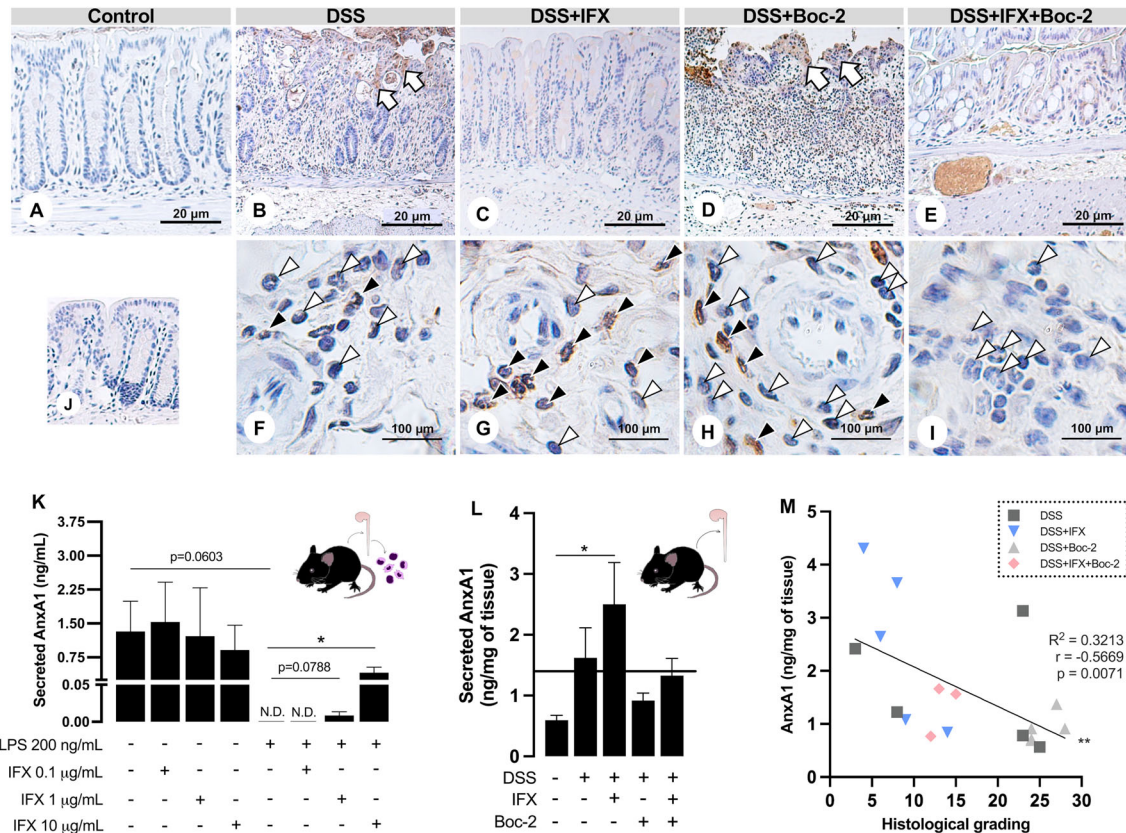 Control DSS DSS+IFX DSS+Boc-2 DSS+IFX+Boc-2
A 20 µm B 20 µm C 20 µm D 20 µm E 20 µm
J F 100 µm G 100 µm H 100 µm I 100 µm
K
Secreted AnxA1 (ng/mL)
3.75
3.00
2.25
1.50
0.75
0.05
0.00
p=0.0603
*
p=0.0788
N.D. N.D.
LPS 200 ng/mL - - - - + + + +
IFX 0.1 µg/mL - + - - - + - -
IFX 1 µg/mL - - + - - - + -
IFX 10 µg/mL - - - + - - - +
L
Secreted AnxA1
(ng/mg of tissue)
4
3
2
1
0
*
DSS - + + + +
IFX - - + - +
Boc-2 - - - + +
M
AnxA1 (ng/mg of tissue)
5
4
3
2
1
0
DSS
DSS+IFX
DSS+Boc-2
DSS+IFX+Boc-2
R² = 0.3213
r = -0.5669
p = 0.0071
**
0 5 10 15 20 25 30
Histological grading